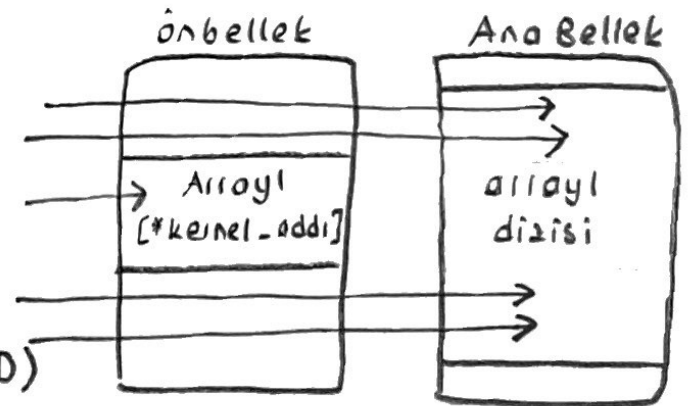 önbellek
Ana Bellek
Array1
[*kernel_addr]
array1
dizisi
D)